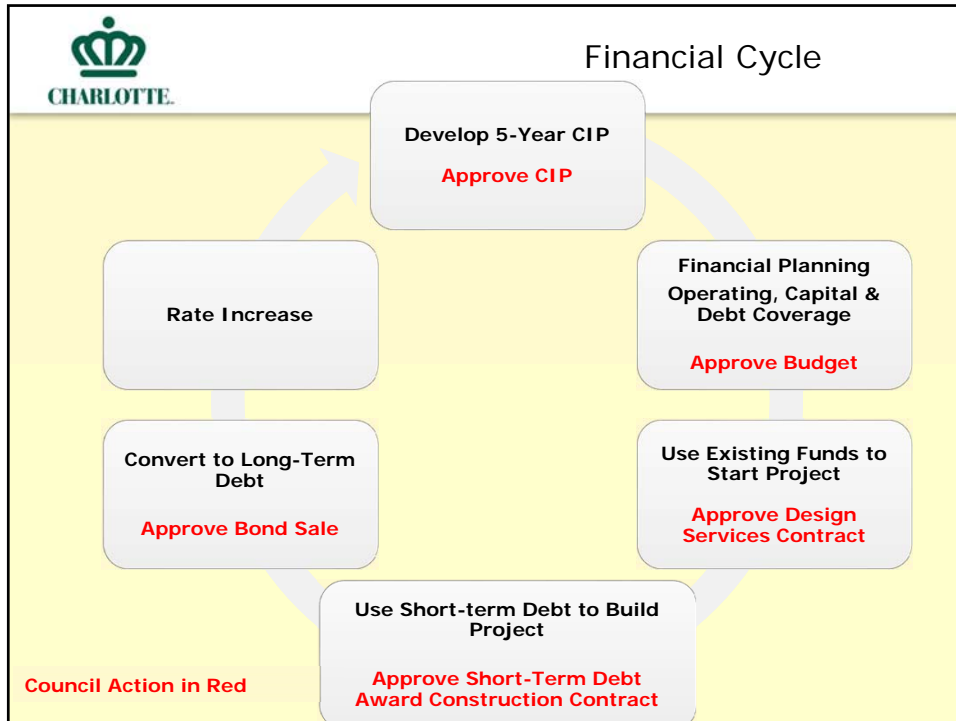 CHARLOTTE.
Financial Cycle
Develop 5-Year CIP
Approve CIP
Financial Planning
Operating, Capital &
Debt Coverage
Approve Budget
Use Existing Funds to
Start Project
Approve Design
Services Contract
Use Short-term Debt to Build
Project
Approve Short-Term Debt
Award Construction Contract
Convert to Long-Term
Debt
Approve Bond Sale
Rate Increase
Council Action in Red